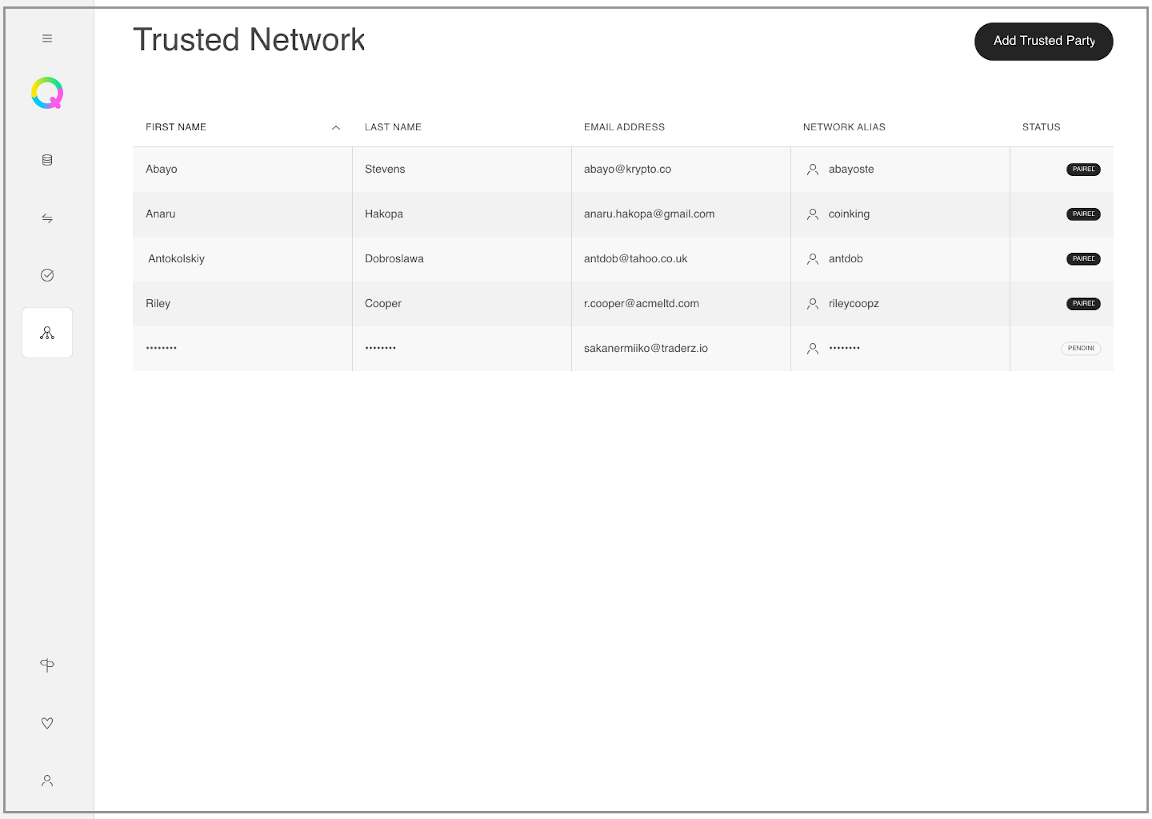 Trusted Network
Add Trusted Party
FIRST NAME LAST NAME EMAIL ADDRESS NETWORK ALIAS STATUS
Abayo Stevens abayo@krypto.co abayoste PAIRED
Anaru Hakopa anaru.hakopa@gmail.com coinking PAIRED
Antokolskiy Dobroslawa antdob@tahoo.co.uk antdob PAIRED
Riley Cooper r.cooper@acmeltd.com rileycoopz PAIRED
•••••••• •••••••• sakanermiiko@traderz.io •••••••• PENDING